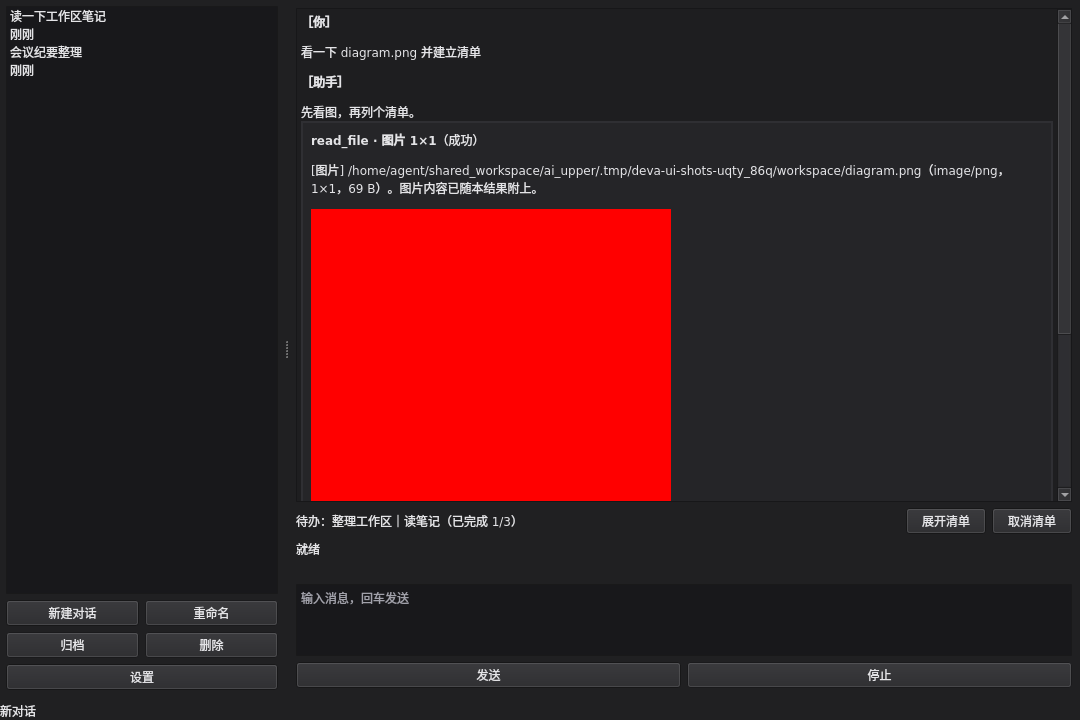 读一下工作区笔记
刚刚
会议纪要整理
刚刚
新建对话
重命名
归档
删除
设置
新对话
［你］
看一下 diagram.png 并建立清单
［助手］
先看图，再列个清单。
read_file · 图片 1×1（成功）
[图片] /home/agent/shared_workspace/ai_upper/.tmp/deva-ui-shots-uqty_86q/workspace/diagram.png（image/png，
1×1，69 B）。图片内容已随本结果附上。
待办：整理工作区｜读笔记（已完成 1/3）
展开清单
取消清单
就绪
输入消息，回车发送
发送
停止